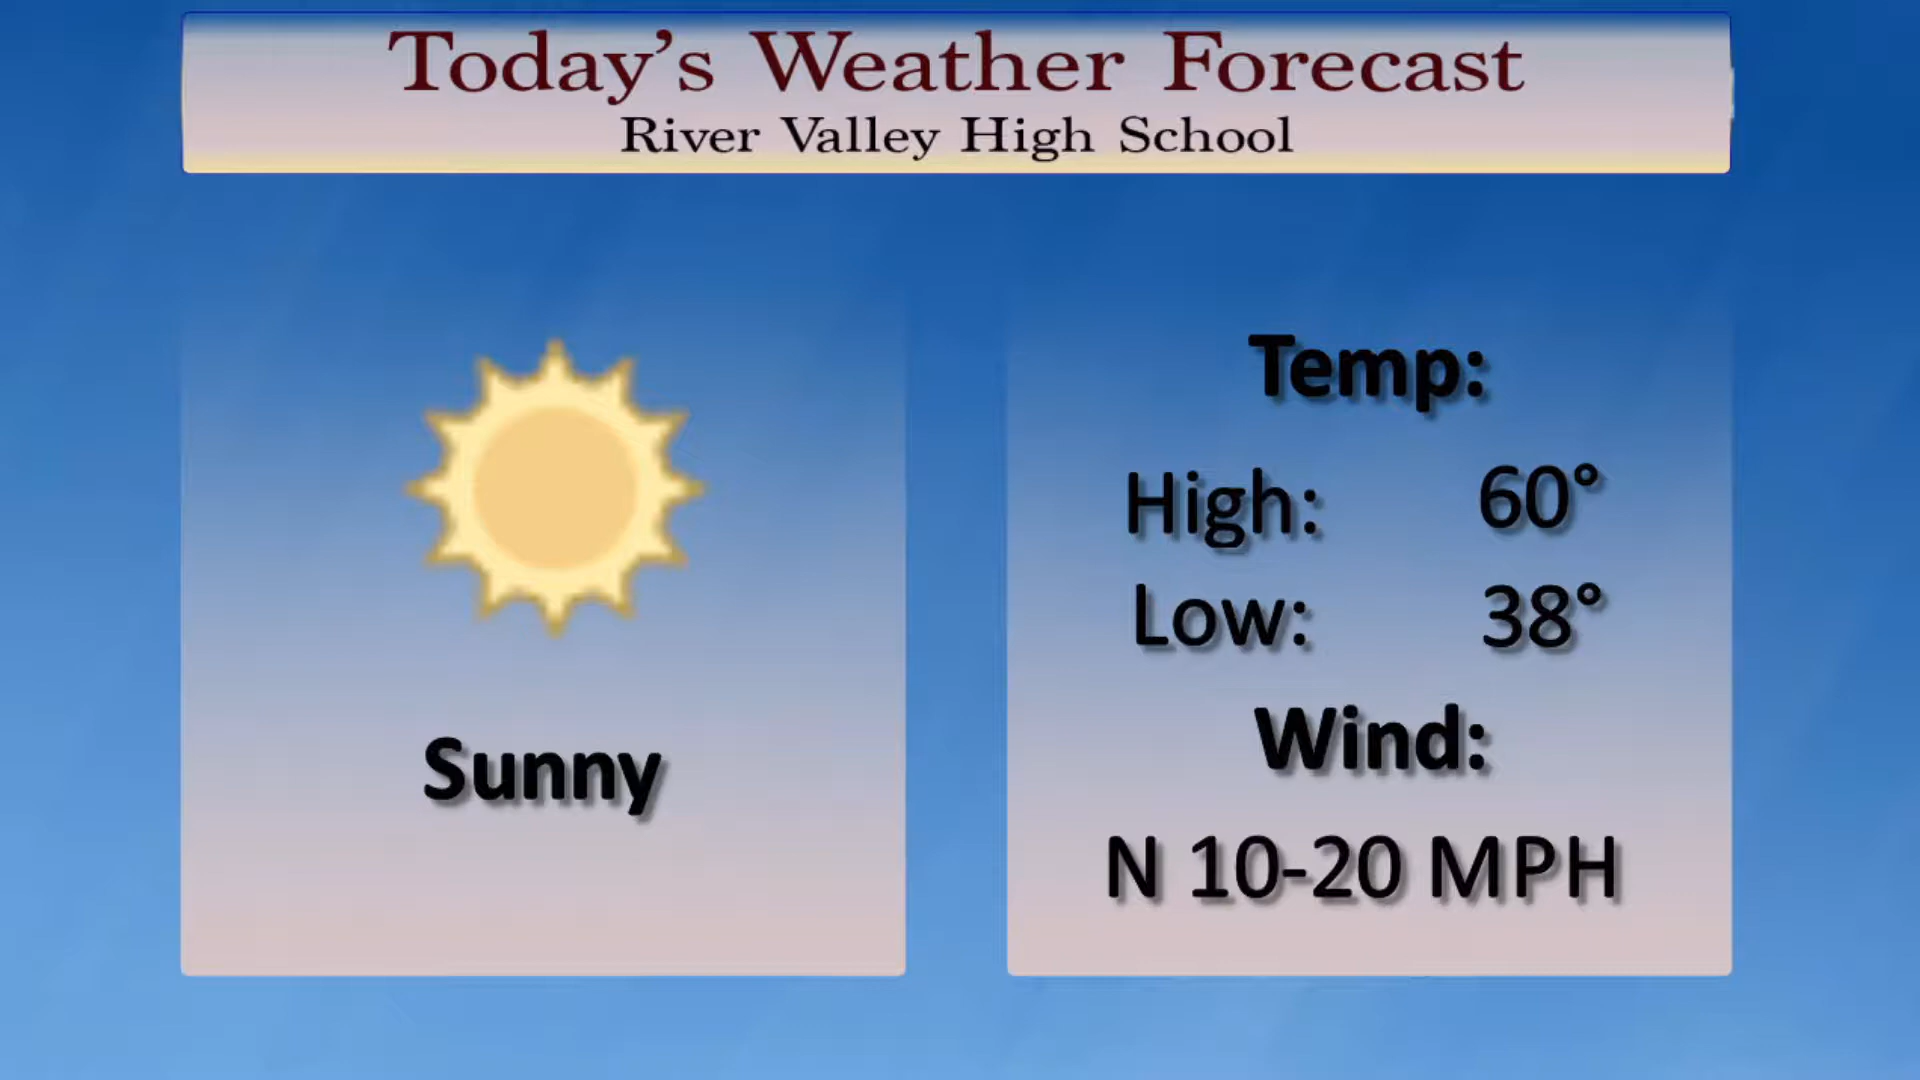 Today’s Weather Forecast
River Valley High School
Sunny
Temp:
High: 60°
Low: 38°
Wind:
N 10-20 MPH